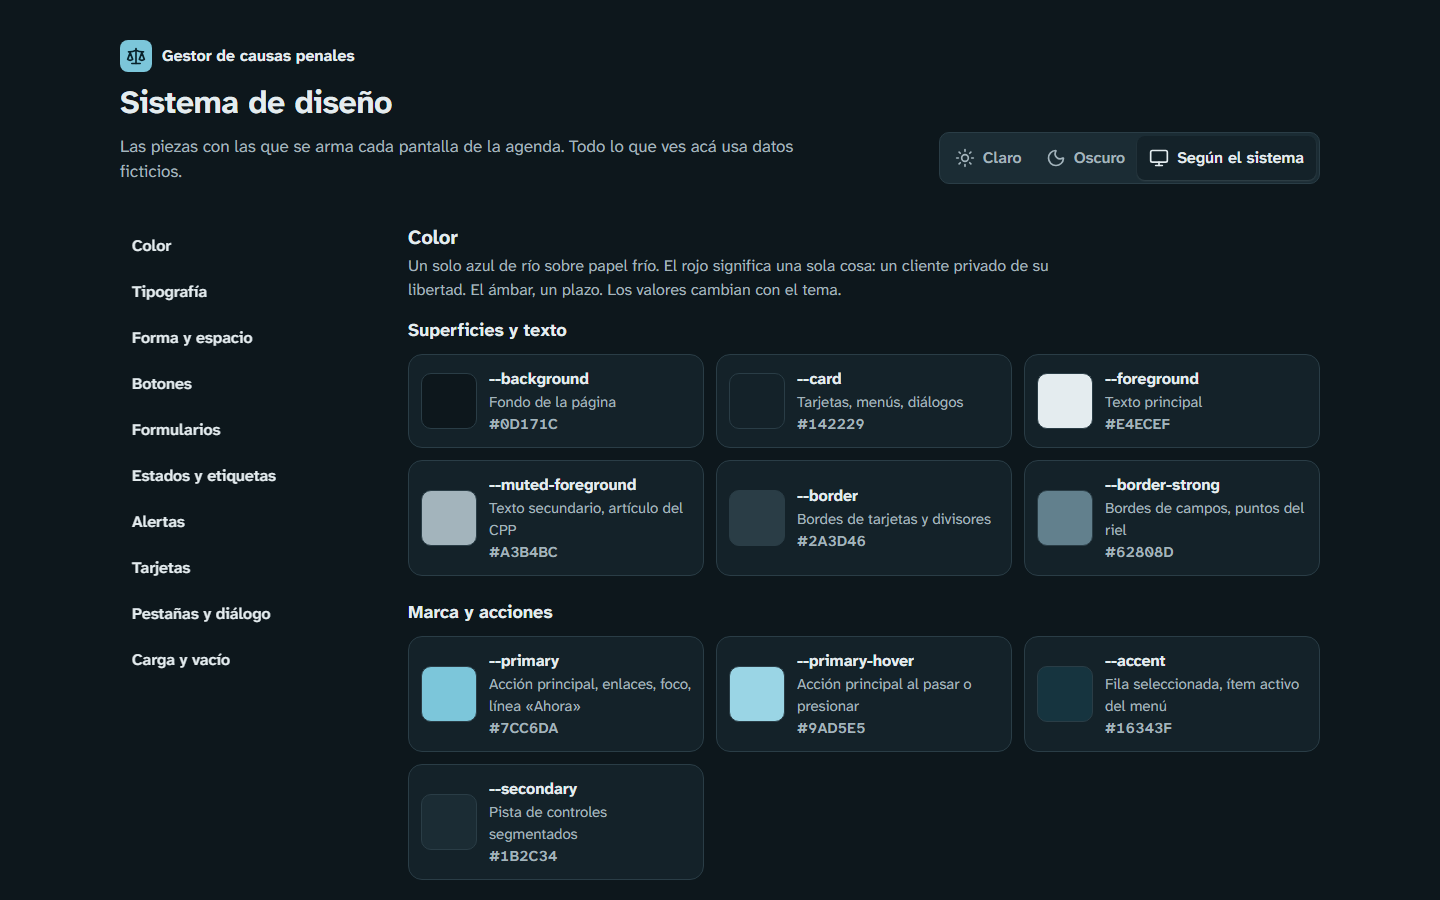 Gestor de causas penales
Sistema de diseño
Las piezas con las que se arma cada pantalla de la agenda. Todo lo que ves acá usa datos
ficticios.
Claro
Oscuro
Según el sistema
Color
Tipografía
Forma y espacio
Botones
Formularios
Estados y etiquetas
Alertas
Tarjetas
Pestañas y diálogo
Carga y vacío
Color
Un solo azul de río sobre papel frío. El rojo significa una sola cosa: un cliente privado de su
libertad. El ámbar, un plazo. Los valores cambian con el tema.
Superficies y texto
--background
Fondo de la página
#0D171C
--card
Tarjetas, menús, diálogos
#142229
--foreground
Texto principal
#E4ECEF
--muted-foreground
Texto secundario, artículo del
CPP
#A3B4BC
--border
Bordes de tarjetas y divisores
#2A3D46
--border-strong
Bordes de campos, puntos del
riel
#62808D
Marca y acciones
--primary
Acción principal, enlaces, foco,
línea «Ahora»
#7CC6DA
--primary-hover
Acción principal al pasar o
presionar
#9AD5E5
--accent
Fila seleccionada, ítem activo
del menú
#16343F
--secondary
Pista de controles
segmentados
#1B2C34